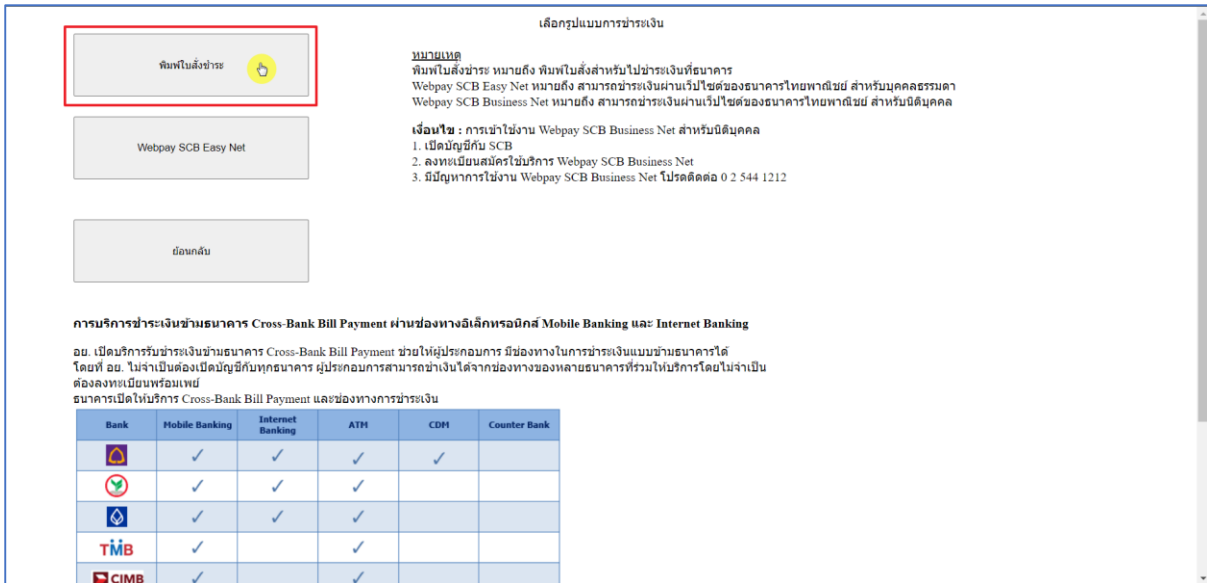 เลือกรูปแบบการชำระเงิน
พิมพ์ใบสั่งชำระ
Webpay SCB Easy Net
ย้อนกลับ
หมายเหตุ
พิมพ์ใบสั่งชำระ หมายถึง พิมพ์ใบสั่งสำหรับไปชำระเงินที่ธนาคาร
Webpay SCB Easy Net หมายถึง สามารถชำระเงินผ่านเว็ปไซต์ของธนาคารไทยพาณิชย์ สำหรับบุคคลธรรมดา
Webpay SCB Business Net หมายถึง สามารถชำระเงินผ่านเว็ปไซต์ของธนาคารไทยพาณิชย์ สำหรับนิติบุคคล
เงื่อนไข : การเข้าใช้งาน Webpay SCB Business Net สำหรับนิติบุคคล
1. เปิดบัญชีกับ SCB
2. ลงทะเบียนสมัครใช้บริการ Webpay SCB Business Net
3. มีปัญหาการใช้งาน Webpay SCB Business Net โปรดติดต่อ 0 2 544 1212
การบริการชำระเงินข้ามธนาคาร Cross-Bank Bill Payment ผ่านช่องทางอิเล็กทรอนิกส์ Mobile Banking และ Internet Banking
อย. เปิดบริการรับชำระเงินข้ามธนาคาร Cross-Bank Bill Payment ช่วยให้ผู้ประกอบการ มีช่องทางในการชำระเงินแบบข้ามธนาคารได้
โดยที่ อย. ไม่จำเป็นต้องเปิดบัญชีกับทุกธนาคาร ผู้ประกอบการสามารถชำเงินได้จากช่องทางของหลายธนาคารที่ร่วมให้บริการโดยไม่จำเป็น
ต้องลงทะเบียนพร้อมเพย์
ธนาคารเปิดให้บริการ Cross-Bank Bill Payment และช่องทางการชำระเงิน
Bank Mobile Banking Internet Banking ATM CDM Counter Bank
✓ ✓ ✓ ✓
✓ ✓ ✓
✓ ✓ ✓
TMB ✓ ✓
CIMB ✓ ✓